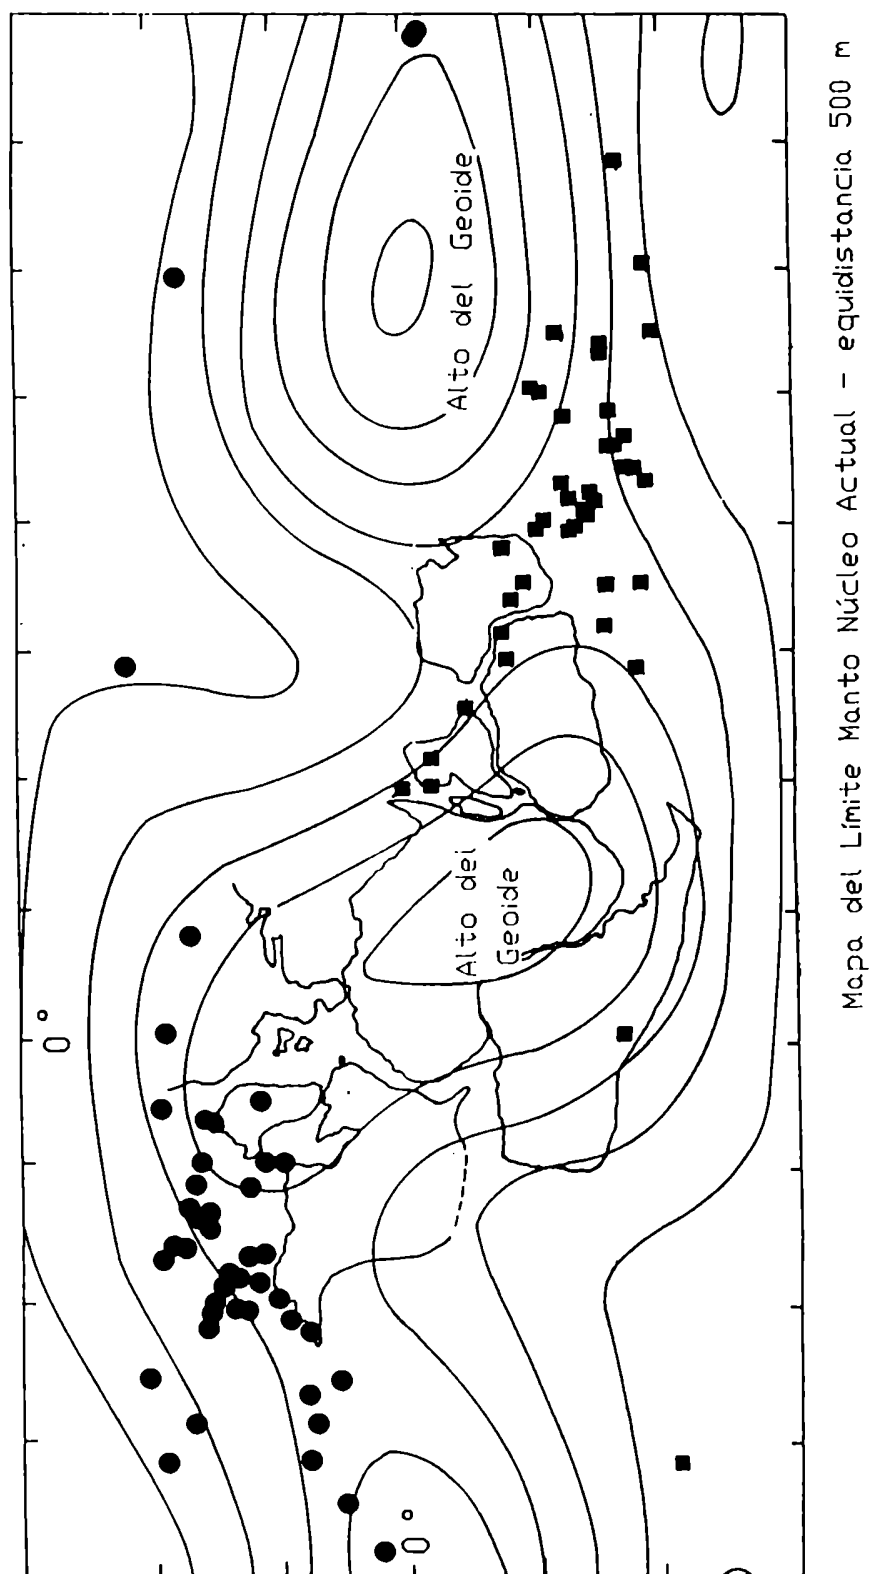 Alto del Geoide
Alto del
Geoide
0°
0°
Mapa del Límite Manto Núcleo Actual - equidistancia 500 m